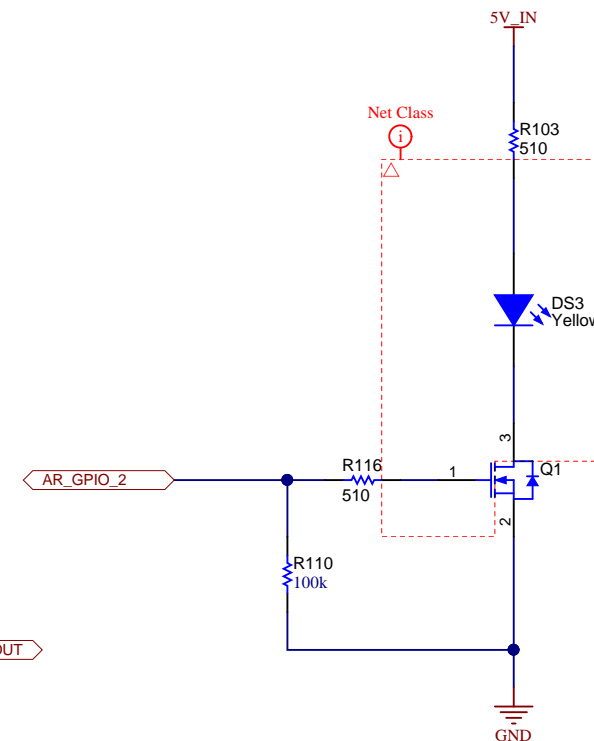 5V_IN
Net Class
i
R103
510
DS3
Yellow
3
R116
510
1
Q1
AR_GPIO_2
2
R110
100k
OUT
GND